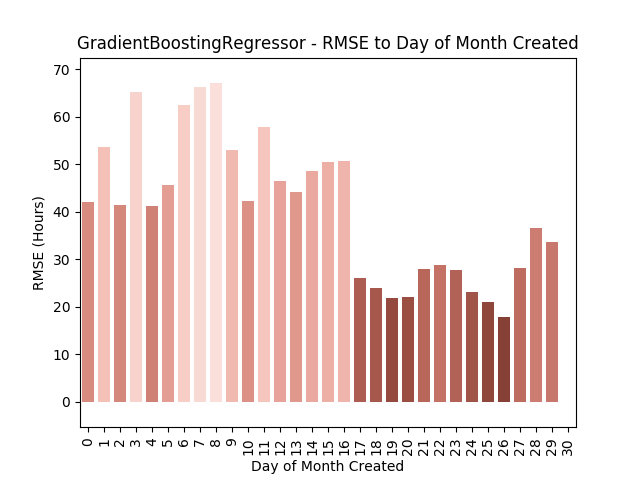 GradientBoostingRegressor - RMSE to Day of Month Created
70
60
50
40
30
20
10
0
RMSE (Hours)
0 1 2 3 4 5 6 7 8 9 10 11 12 13 14 15 16 17 18 19 20 21 22 23 24 25 26 27 28 29 30
Day of Month Created